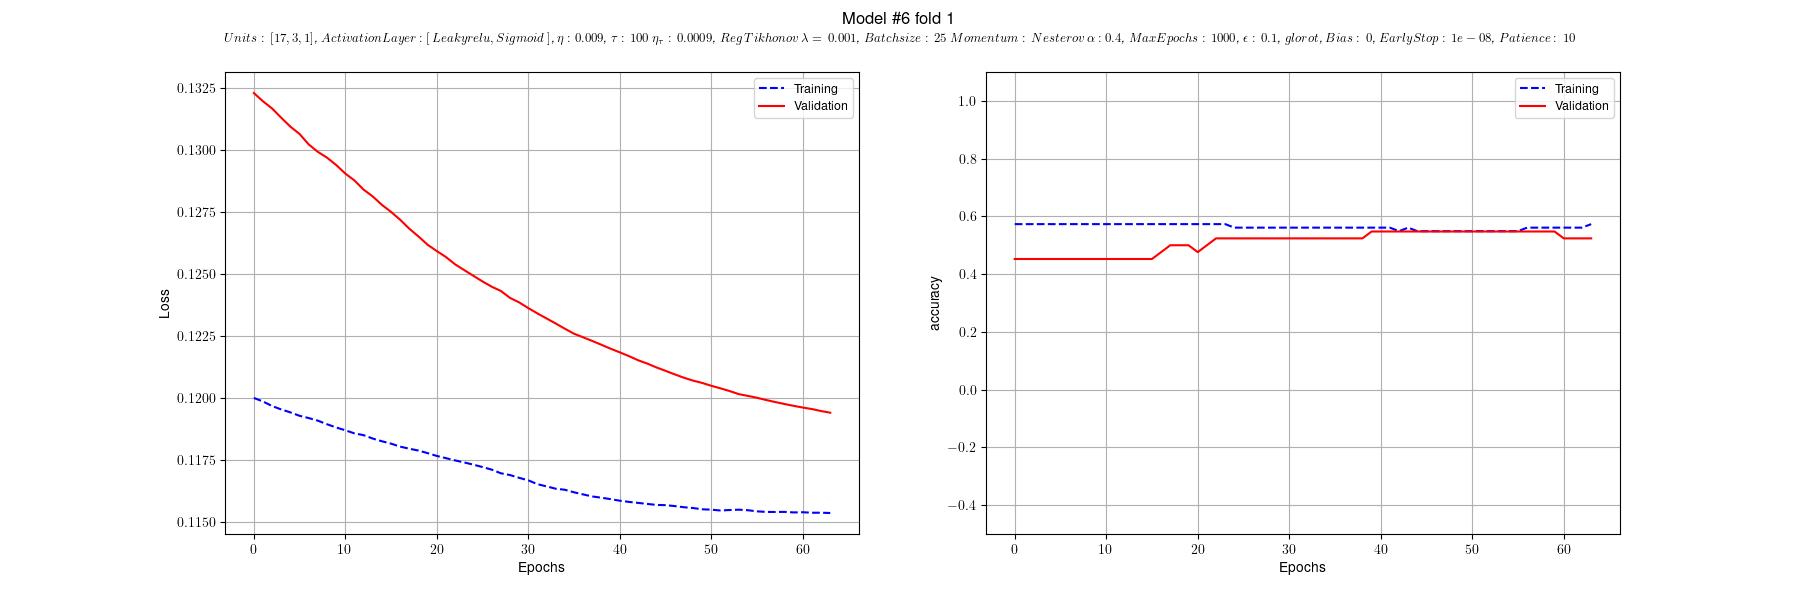 Model #6 fold 1
Units : [17, 3, 1], ActivationLayer : [ Leakyrelu, Sigmoid ], η : 0.009, τ : 100 ητ : 0.0009, RegTikhonov λ = 0.001, Batchsize : 25 Momentum : Nesterov α : 0.4, MaxEpochs : 1000, ϵ : 0.1, glorot, Bias : 0, EarlyStop : 1e − 08, Patience : 10
Training
Validation
0.1325
0.1300
0.1275
0.1250
0.1225
0.1200
0.1175
0.1150
Loss
0 10 20 30 40 50 60
Epochs
Training
Validation
1.0
0.8
0.6
0.4
0.2
0.0
−0.2
−0.4
accuracy
0 10 20 30 40 50 60
Epochs